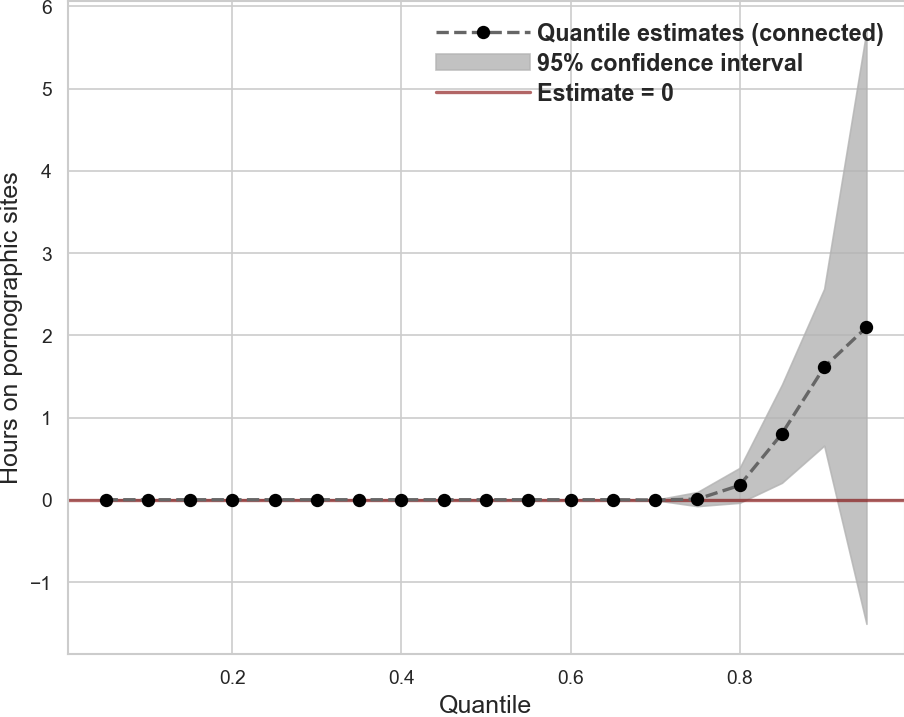 Quantile estimates (connected)
95% confidence interval
Estimate = 0
Hours on pornographic sites
6
5
4
3
2
1
0
−1
0.2
0.4
0.6
0.8
Quantile